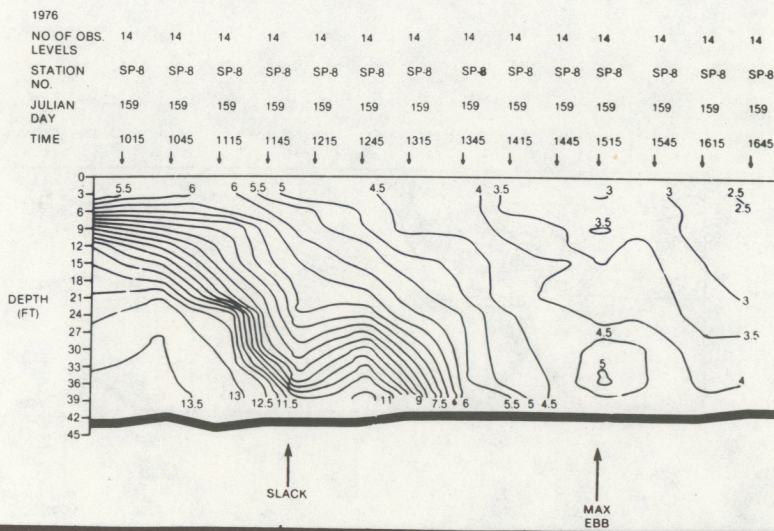 1976
NO OF OBS. 14 14 14 14 14 14 14 14 14 14 14 14 14 14
LEVELS
STATION SP-8 SP-8 SP-8 SP-8 SP-8 SP-8 SP-8 SP-8 SP-8 SP-8 SP-8 SP-8 SP-8 SP-8
NO.
JULIAN 159 159 159 159 159 159 159 159 159 159 159 159 159 159
DAY
TIME 1015 1045 1115 1145 1215 1245 1315 1345 1415 1445 1515 1545 1615 1645
0
3 5.5 6 6 5.5 5 4.5 4 3.5 3 3 2.5
6 2.5
9 3.5
12
15
18
21 3
DEPTH 24
(FT) 27 4.5 3.5
30
33 5
36 4
39 13.5 13 12.5 11.5 11 9 7.5 6 5.5 5 4.5
42
45
SLACK
MAX
EBB